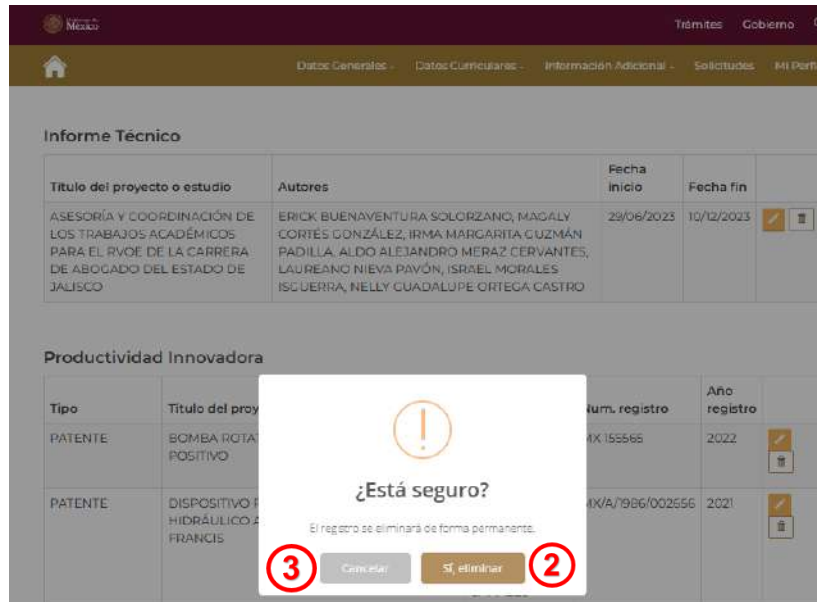 México
Trámites Gobierno
Datos Generales Datos Curriculares Información Adicional Solicitudes Mi Perfi
Informe Técnico
Título del proyecto o estudio Autores Fecha inicio Fecha fin
ASESORÍA Y COORDINACIÓN DE ERICK BUENAVENTURA SOLORZANO, MAGALY 29/06/2023 10/12/2023
LOS TRABAJOS ACADÉMICOS CORTÉS GONZÁLEZ, IRMA MARGARITA GUZMÁN
PARA EL RVOE DE LA CARRERA PADILLA, ALDO ALEJANDRO MERAZ CERVANTES,
DE ABOGADO DEL ESTADO DE LAUREANO NIEVA PAVÓN, ISRAEL MORALES
JALISCO ISGUERRA, NELLY GUADALUPE ORTEGA CASTRO
Productividad Innovadora
Tipo Título del proy Num. registro Año registro
PATENTE BOMBA ROTAT MX 155565 2022
POSITIVO
PATENTE DISPOSITIVO MX/A/1986/002656 2021
HIDRÁULICO A
FRANCIS
¿Está seguro?
El registro se eliminará de forma permanente.
3 Cancelar Sí, eliminar 2